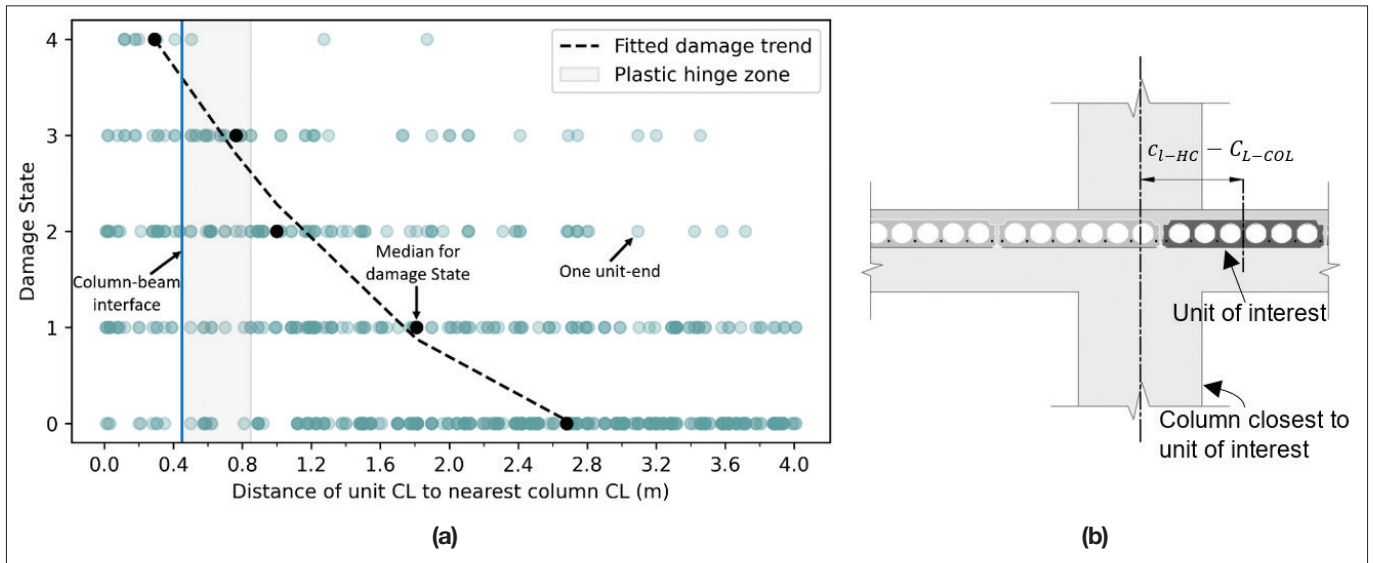 Damage State
4
3
2
1
0
Fitted damage trend
Plastic hinge zone
Column-beam
interface
Median for
damage State
One unit-end
0.0 0.4 0.8 1.2 1.6 2.0 2.4 2.8 3.2 3.6 4.0
Distance of unit CL to nearest column CL (m)
(a)
c_{l-HC} - C_{L-COL}
Unit of interest
Column closest to
unit of interest
(b)